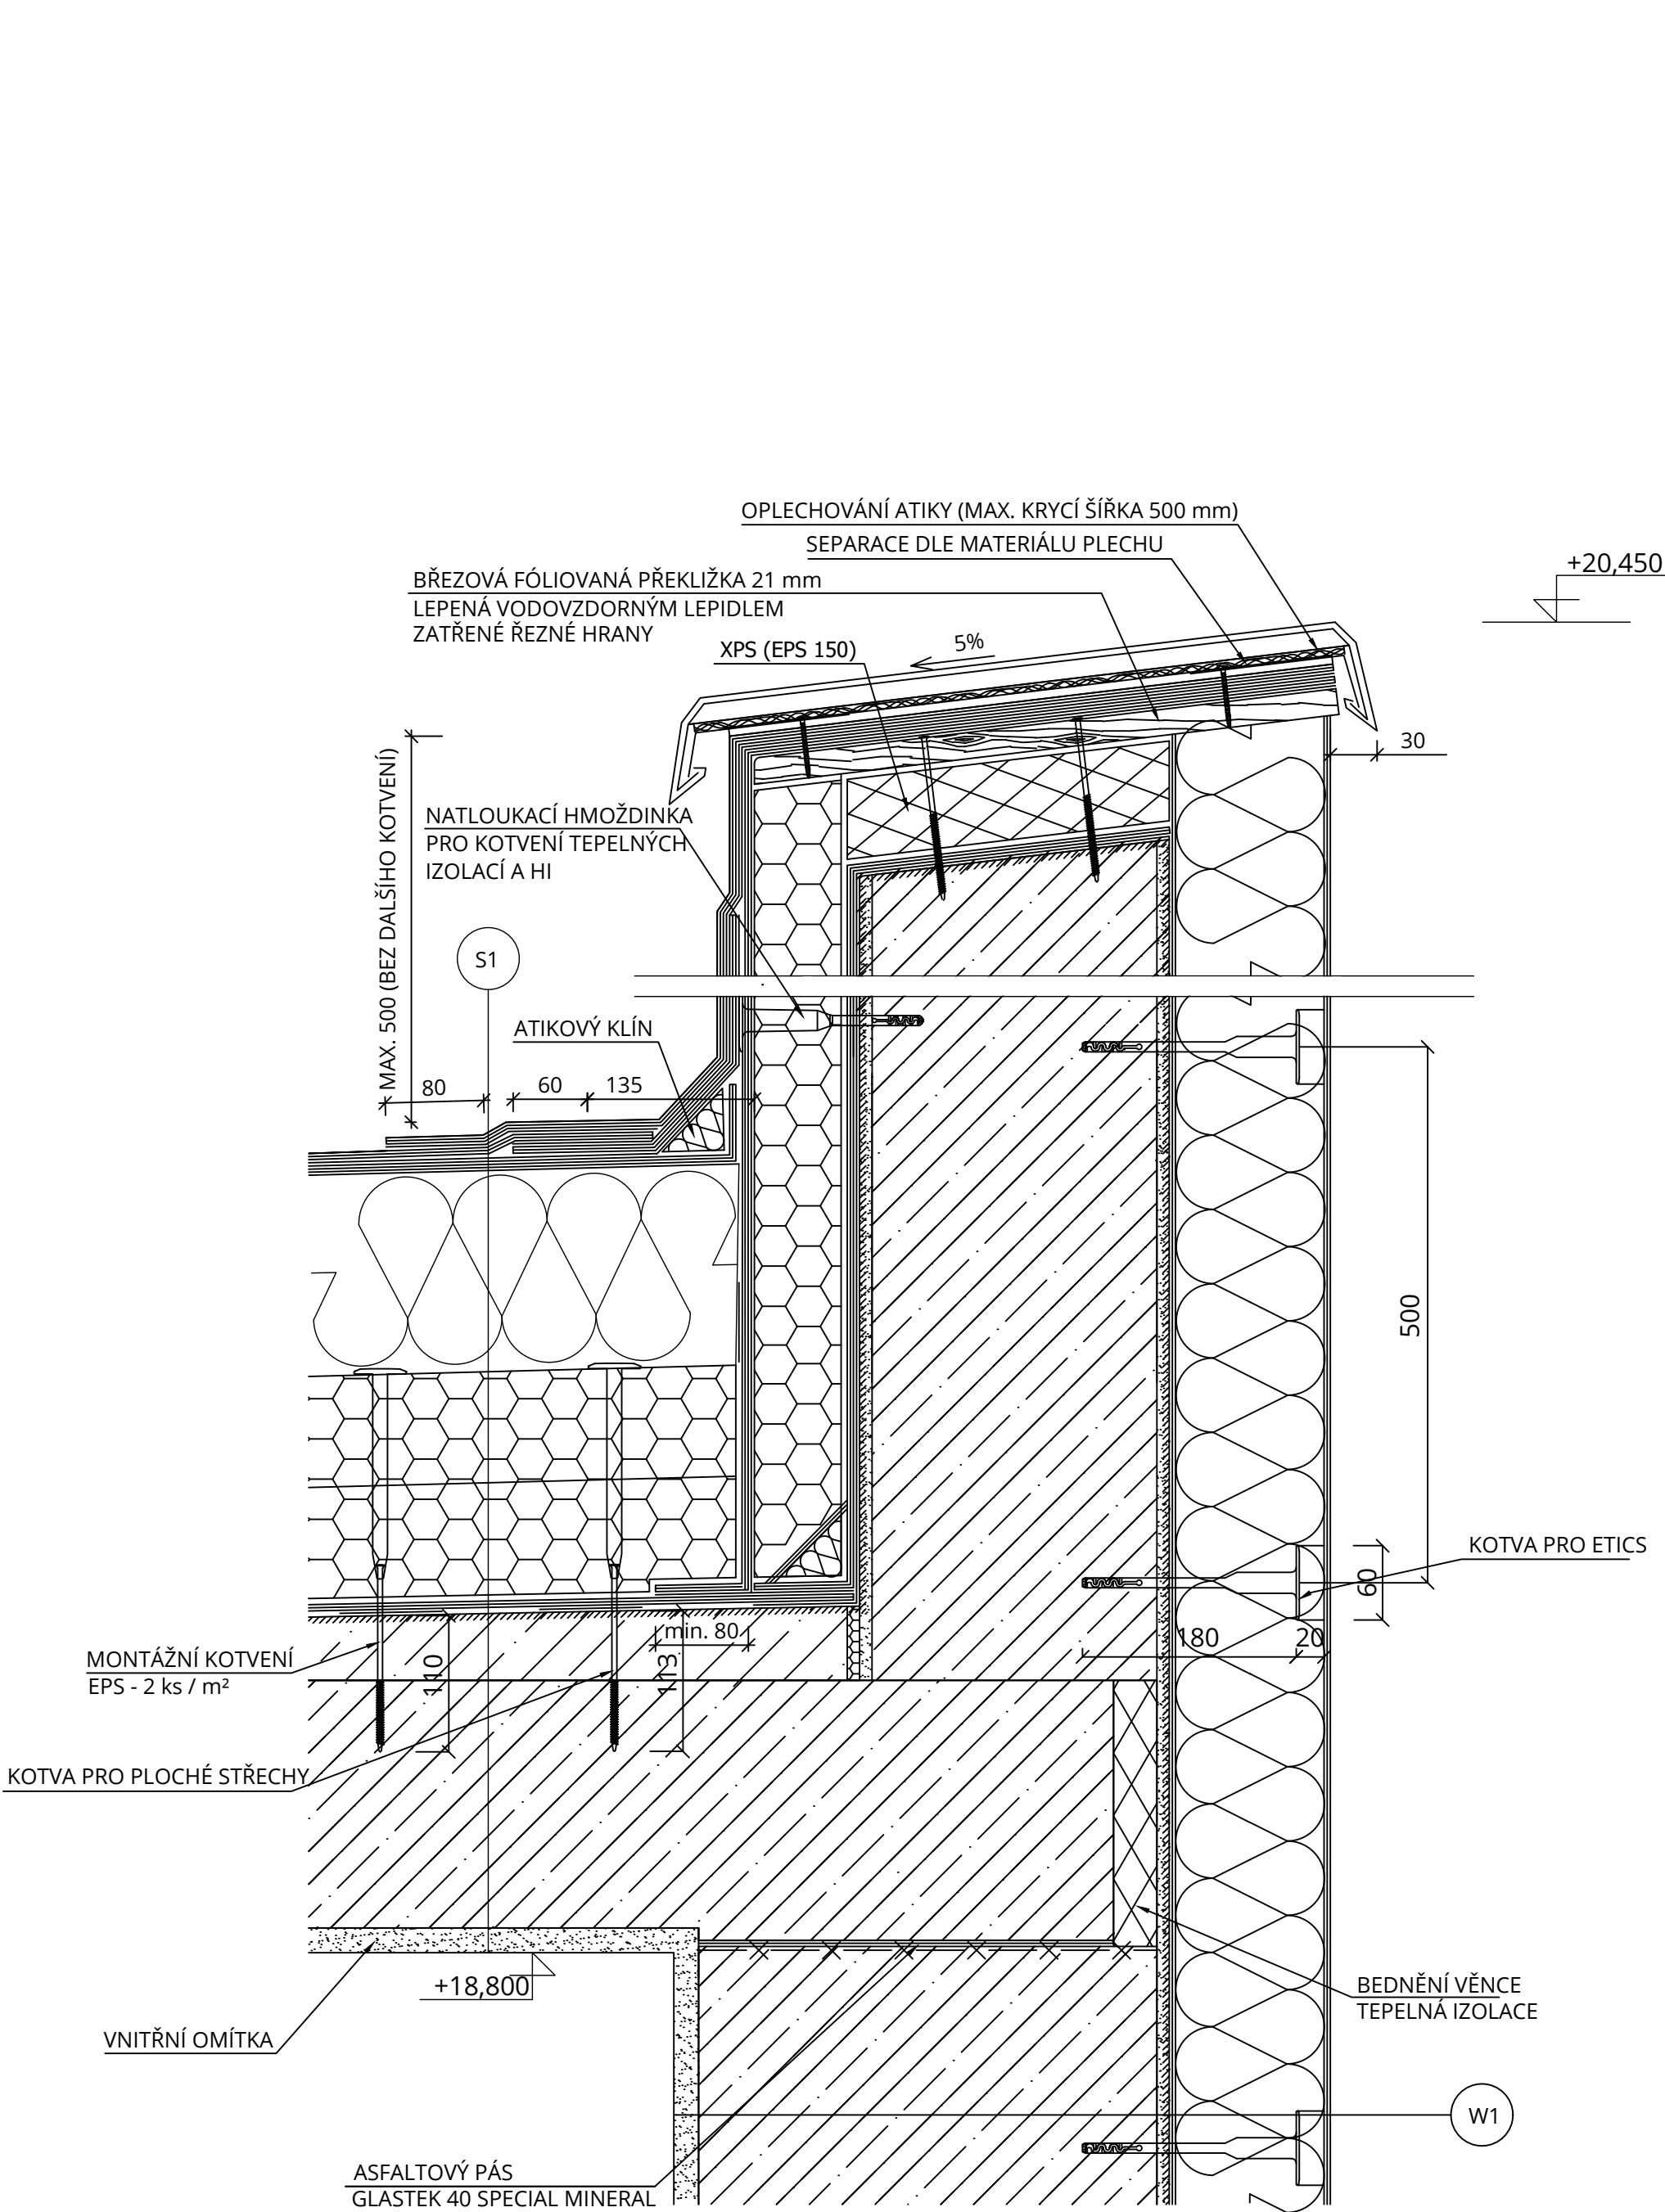 OPLECHOVÁNÍ ATIKY (MAX. KRYCÍ ŠÍŘKA 500 mm)
SEPARACE DLE MATERIÁLU PLECHU
+20,450
BŘEZOVÁ FÓLIOVANÁ PŘEKLIŽKA 21 mm
LEPENÁ VODOVZDORNÝM LEPIDLEM
ZATŘENÉ ŘEZNÉ HRANY
XPS (EPS 150)
5%
30
MAX. 500 (BEZ DALŠÍHO KOTVENÍ)
NATLOUKACÍ HMOŽDINKA
PRO KOTVENÍ TEPELNÝCH
IZOLACÍ A HI
S1
ATIKOVÝ KLÍN
80
60
135
500
KOTVA PRO ETICS
60
180
20
min. 80
110
113
MONTÁŽNÍ KOTVENÍ
EPS - 2 ks / m²
KOTVA PRO PLOCHÉ STŘECHY
+18,800
BEDNĚNÍ VĚNCE
TEPELNÁ IZOLACE
VNITŘNÍ OMÍTKA
W1
ASFALTOVÝ PÁS
GLASTEK 40 SPECIAL MINERAL